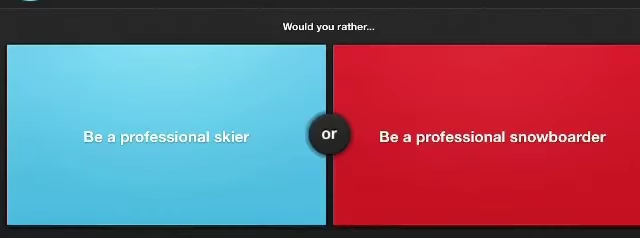 Would you rather...
Be a professional skier
or
Be a professional snowboarder